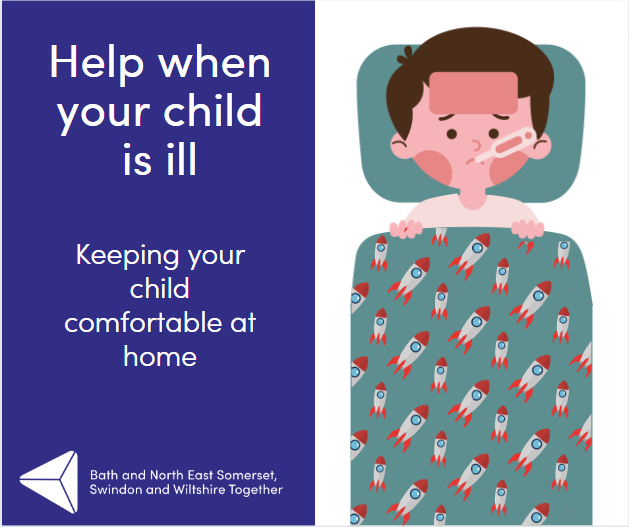 Help when
your child
is ill
Keeping your
child
comfortable at
home
Bath and North East Somerset,
Swindon and Wiltshire Together